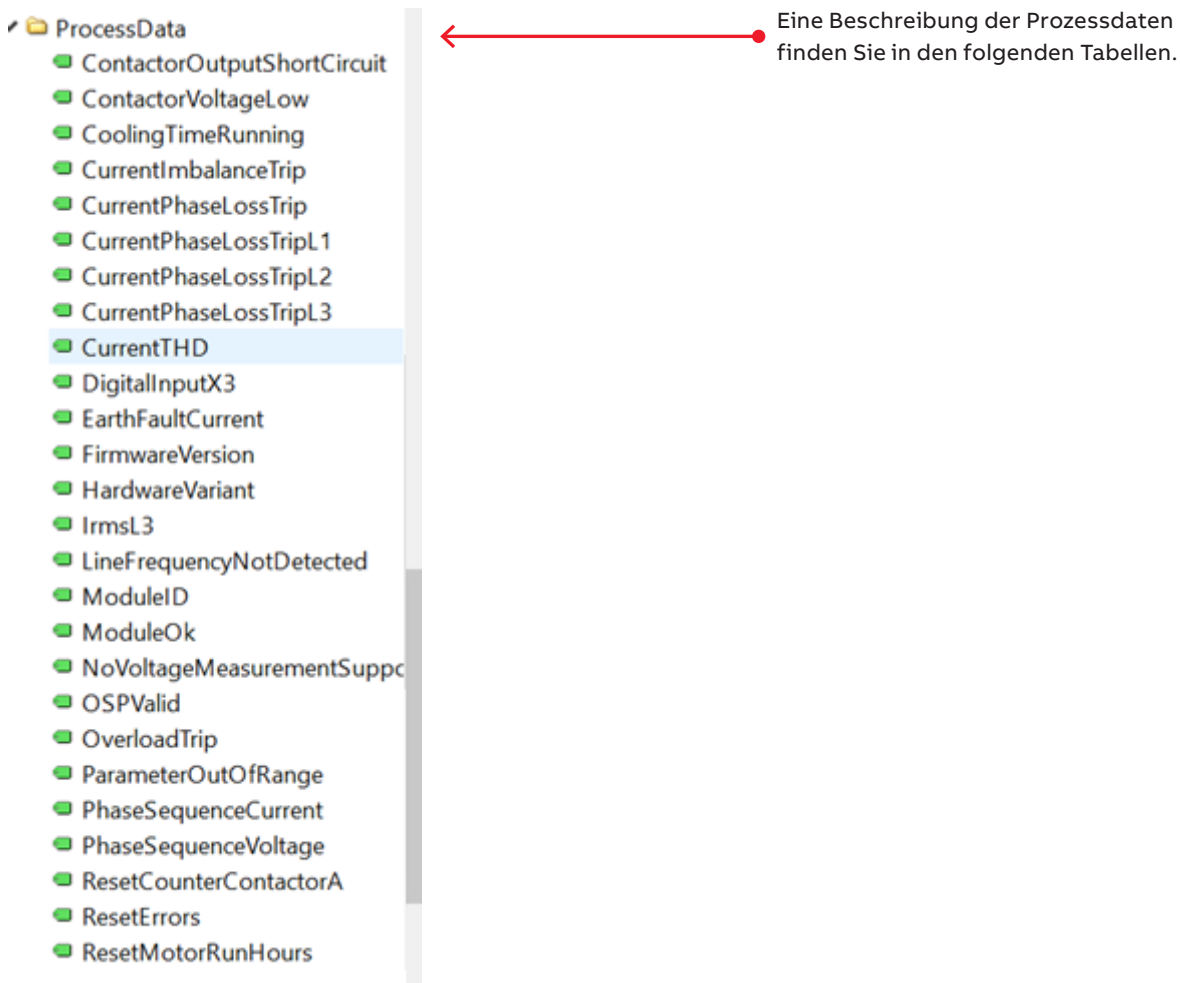 ProcessData
ContactorOutputShortCircuit
ContactorVoltageLow
CoolingTimeRunning
CurrentImbalanceTrip
CurrentPhaseLossTrip
CurrentPhaseLossTripL1
CurrentPhaseLossTripL2
CurrentPhaseLossTripL3
CurrentTHD
DigitalInputX3
EarthFaultCurrent
FirmwareVersion
HardwareVariant
IrmsL3
LineFrequencyNotDetected
ModuleID
ModuleOk
NoVoltageMeasurementSuppo
OSPValid
OverloadTrip
ParameterOutOfRange
PhaseSequenceCurrent
PhaseSequenceVoltage
ResetCounterContactorA
ResetErrors
ResetMotorRunHours
Eine Beschreibung der Prozessdaten
finden Sie in den folgenden Tabellen.